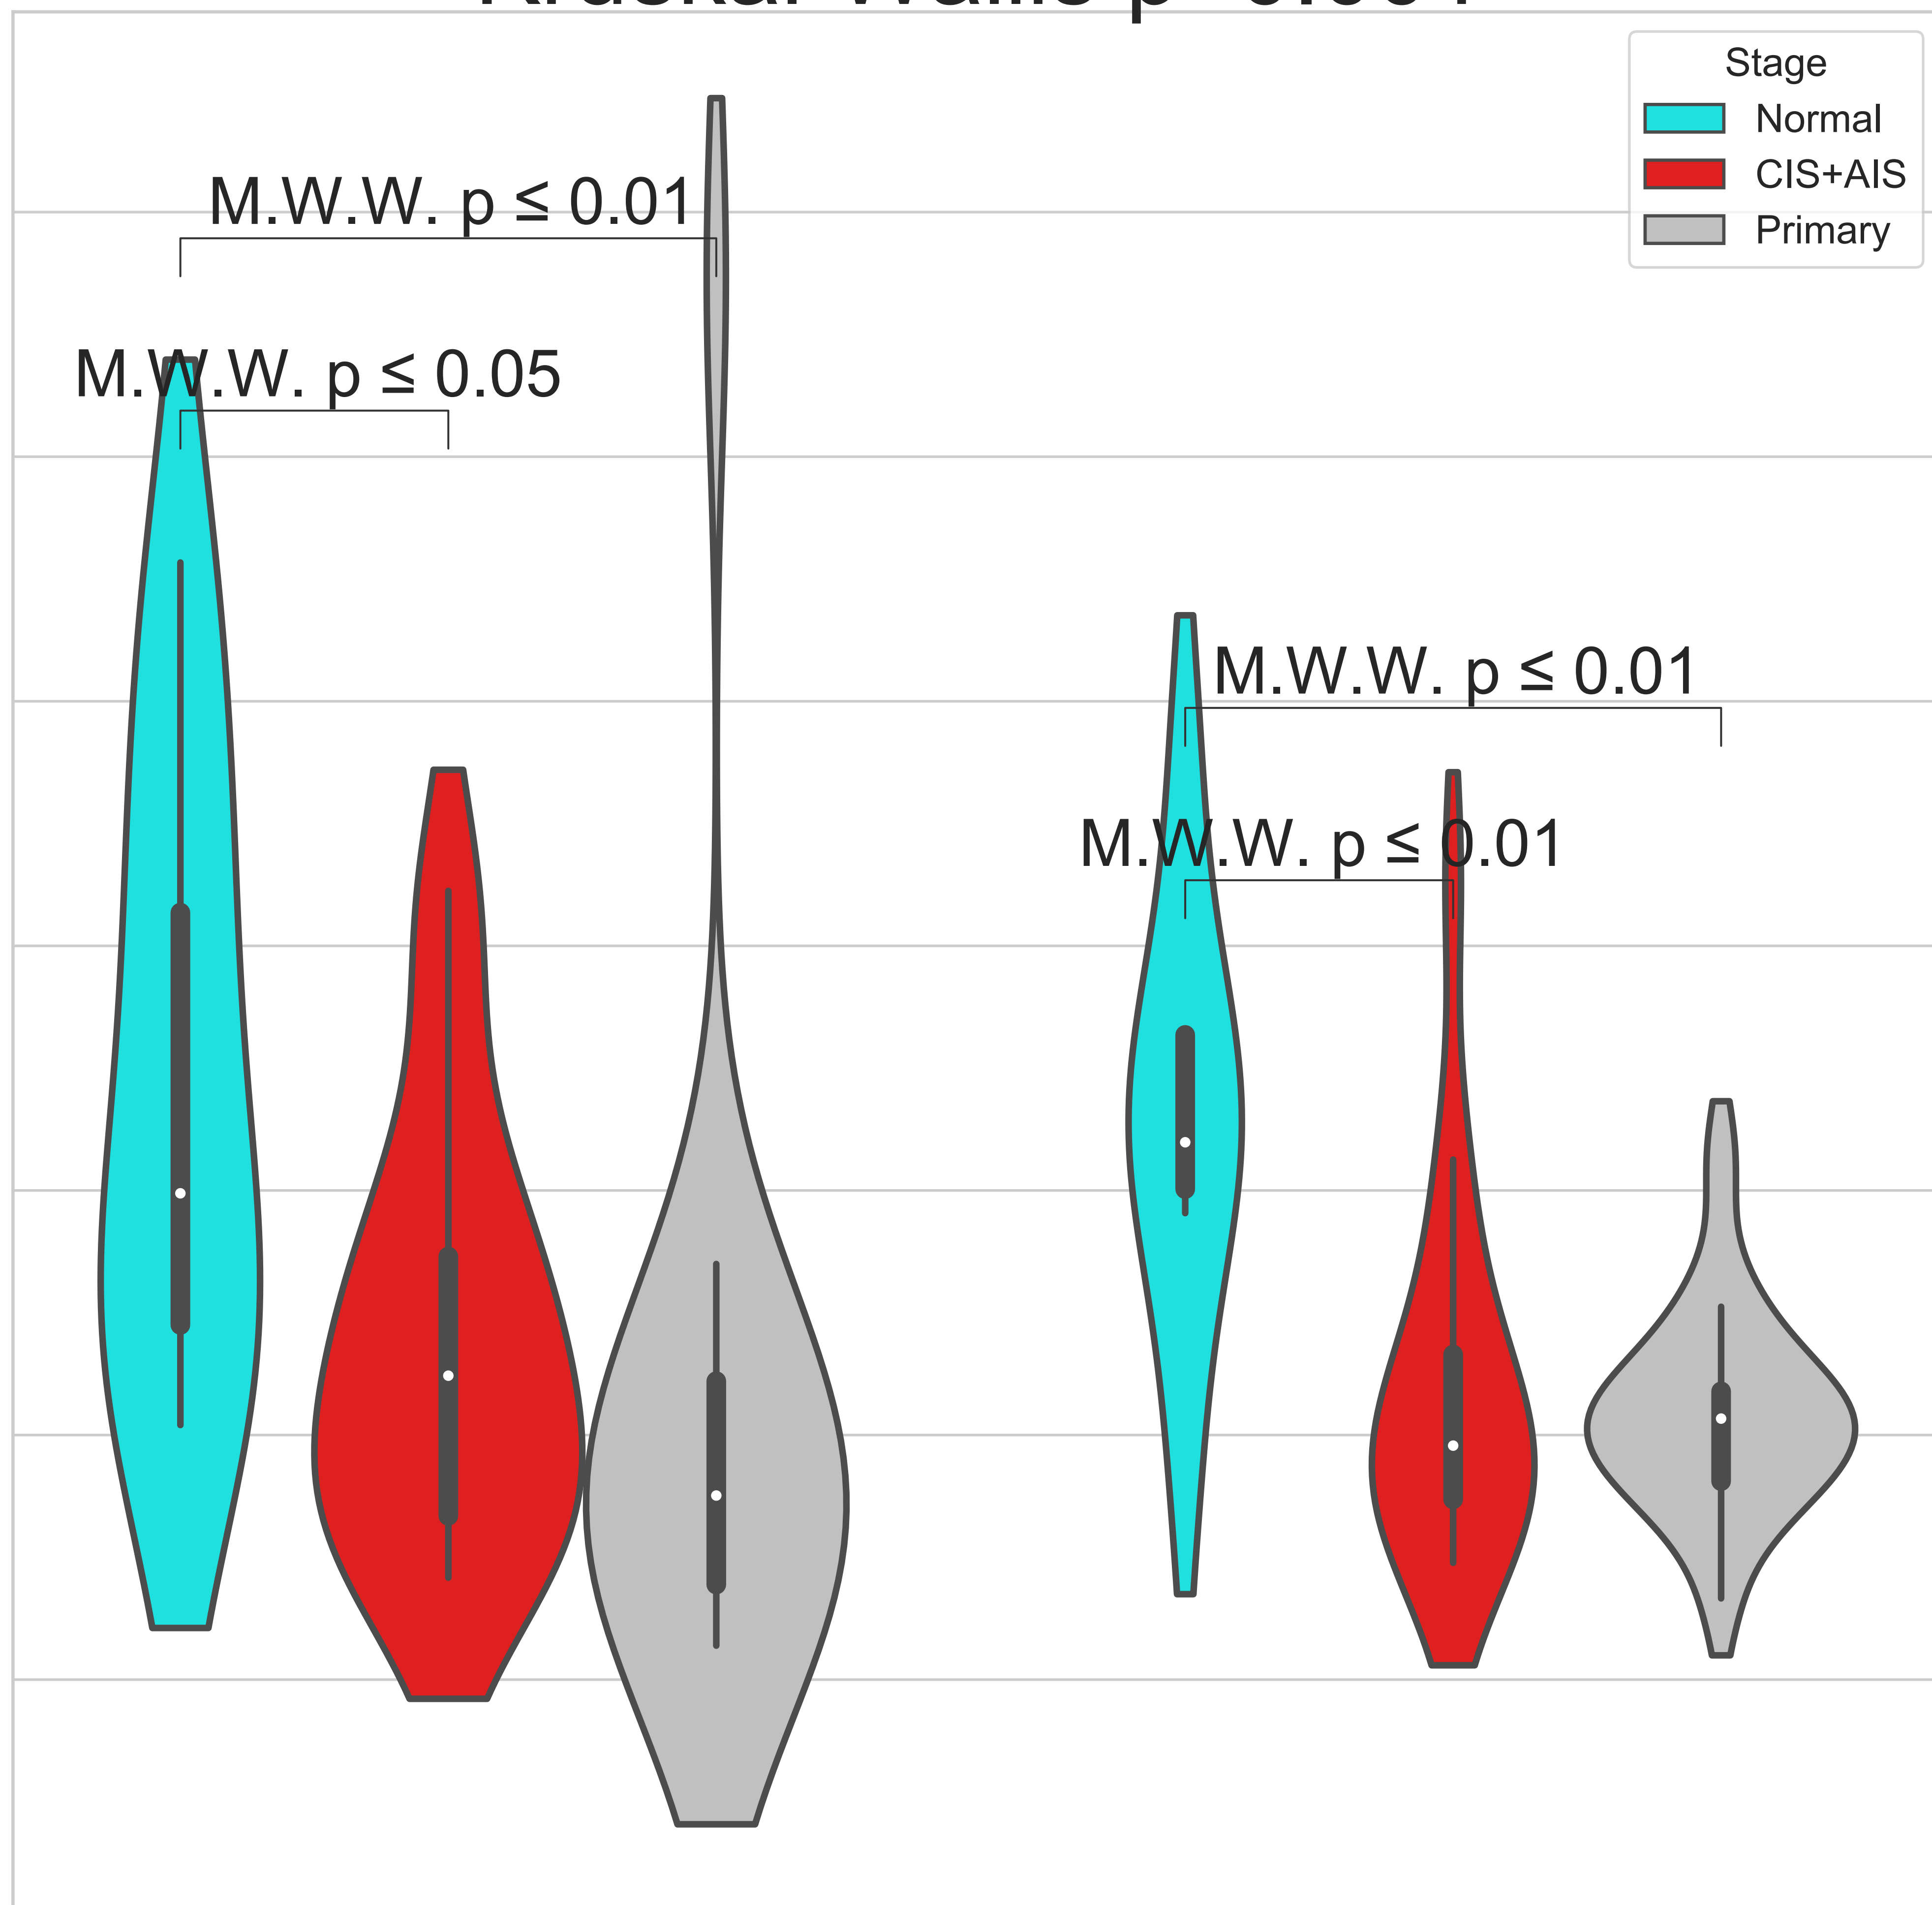 Stage
Normal
CIS+AIS
Primary
M.W.W. p ≤ 0.01
M.W.W. p ≤ 0.05
M.W.W. p ≤ 0.01
M.W.W. p ≤ 0.01